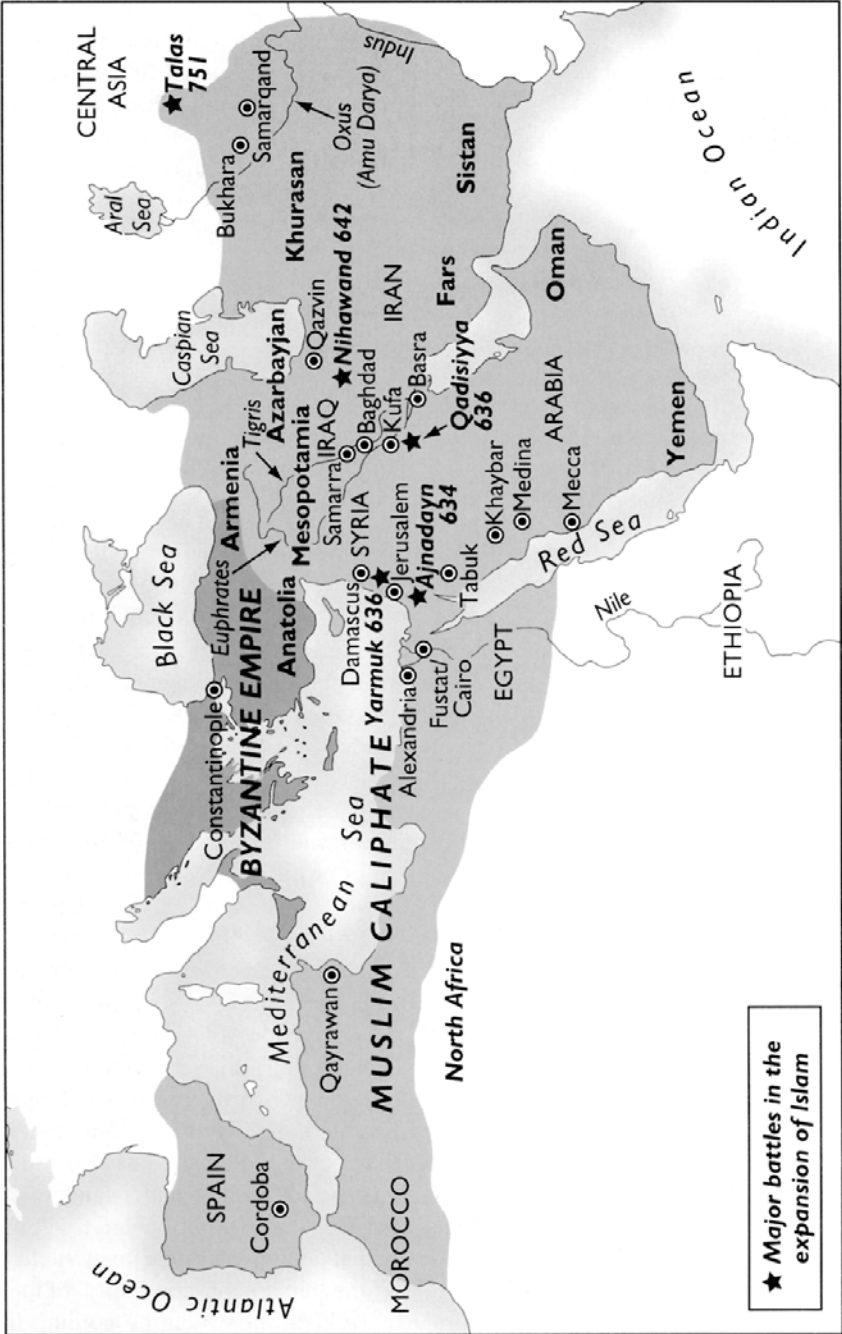 Atlantic Ocean
SPAIN
Cordoba
MOROCCO
Mediterranean Sea
Qayrawan
MUSLIM CALIPHATE
North Africa
Constantinople
BYZANTINE EMPIRE
Black Sea
Euphrates
Anatolia
Armenia
Tigris
Mesopotamia
Azarbayjan
Caspian
Sea
Aral
Sea
CENTRAL
ASIA
Talas
751
Bukhara
Samarqand
Oxus
(Amu Darya)
Indus
Khurasan
Qazvin
Nihawand 642
IRAN
Sistan
Fars
Samarra
IRAQ
Baghdad
Kufa
Basra
Qadisiyya
636
Damascus
SYRIA
Yarmuk 636
Jerusalem
Ajnadayn
634
Tabuk
Alexandria
Fustat/
Cairo
EGYPT
Khaybar
Medina
Mecca
ARABIA
Oman
Yemen
Red Sea
Nile
ETHIOPIA
Indian Ocean
★ Major battles in the
expansion of Islam